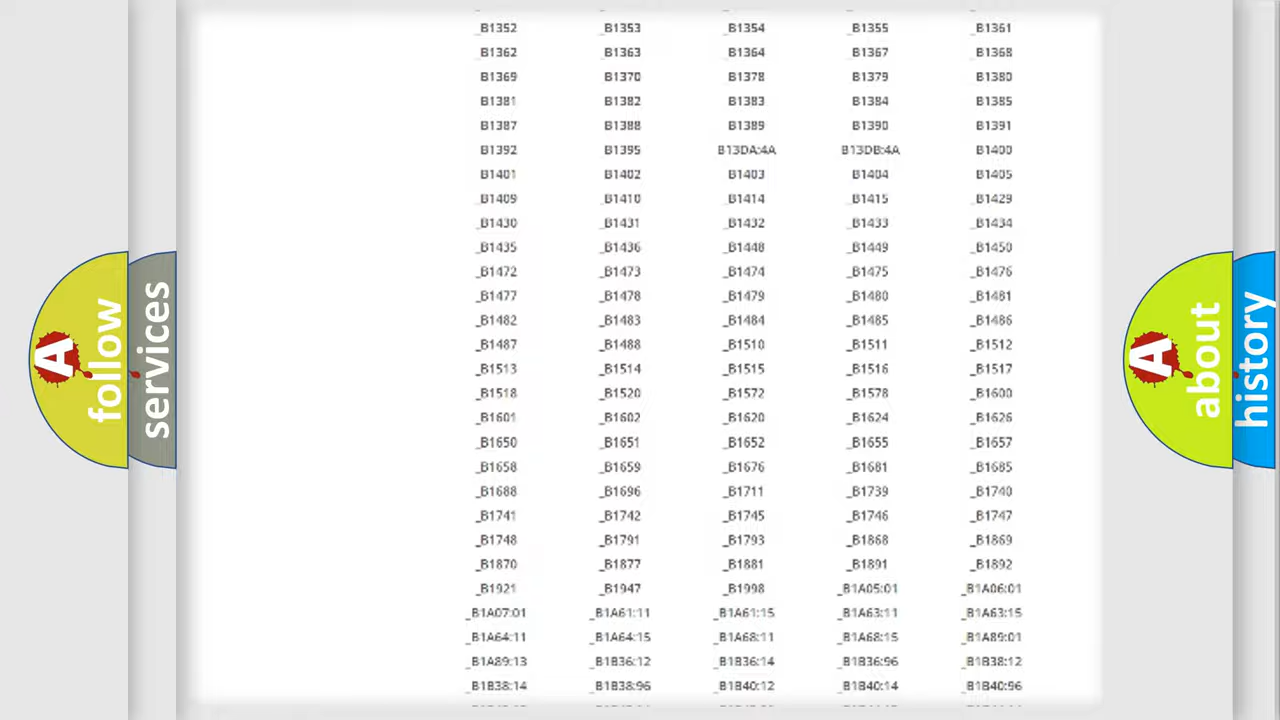 follow
services
_B1352 _B1353 _B1354 _B1355 _B1361
_B1362 _B1363 _B1364 _B1367 _B1368
_B1369 _B1370 _B1378 _B1379 _B1380
_B1381 _B1382 _B1383 _B1384 _B1385
_B1387 _B1388 _B1389 _B1390 _B1391
_B1392 _B1395 _B13DA:4A _B13DB:4A _B1400
_B1401 _B1402 _B1403 _B1404 _B1405
_B1409 _B1410 _B1414 _B1415 _B1429
_B1430 _B1431 _B1432 _B1433 _B1434
_B1435 _B1436 _B1448 _B1449 _B1450
_B1472 _B1473 _B1474 _B1475 _B1476
_B1477 _B1478 _B1479 _B1480 _B1481
_B1482 _B1483 _B1484 _B1485 _B1486
_B1487 _B1488 _B1510 _B1511 _B1512
_B1513 _B1514 _B1515 _B1516 _B1517
_B1518 _B1520 _B1572 _B1578 _B1600
_B1601 _B1602 _B1620 _B1624 _B1626
_B1650 _B1651 _B1652 _B1655 _B1657
_B1658 _B1659 _B1676 _B1681 _B1685
_B1688 _B1696 _B1711 _B1739 _B1740
_B1741 _B1742 _B1745 _B1746 _B1747
_B1748 _B1791 _B1793 _B1868 _B1869
_B1870 _B1877 _B1881 _B1891 _B1892
_B1921 _B1947 _B1998 _B1A05:01 _B1A06:01
_B1A07:01 _B1A61:11 _B1A61:15 _B1A63:11 _B1A63:15
_B1A64:11 _B1A64:15 _B1A68:11 _B1A68:15 _B1A89:01
_B1A89:13 _B1B36:12 _B1B36:14 _B1B36:96 _B1B38:12
_B1B38:14 _B1B38:96 _B1B40:12 _B1B40:14 _B1B40:96
A
about
history